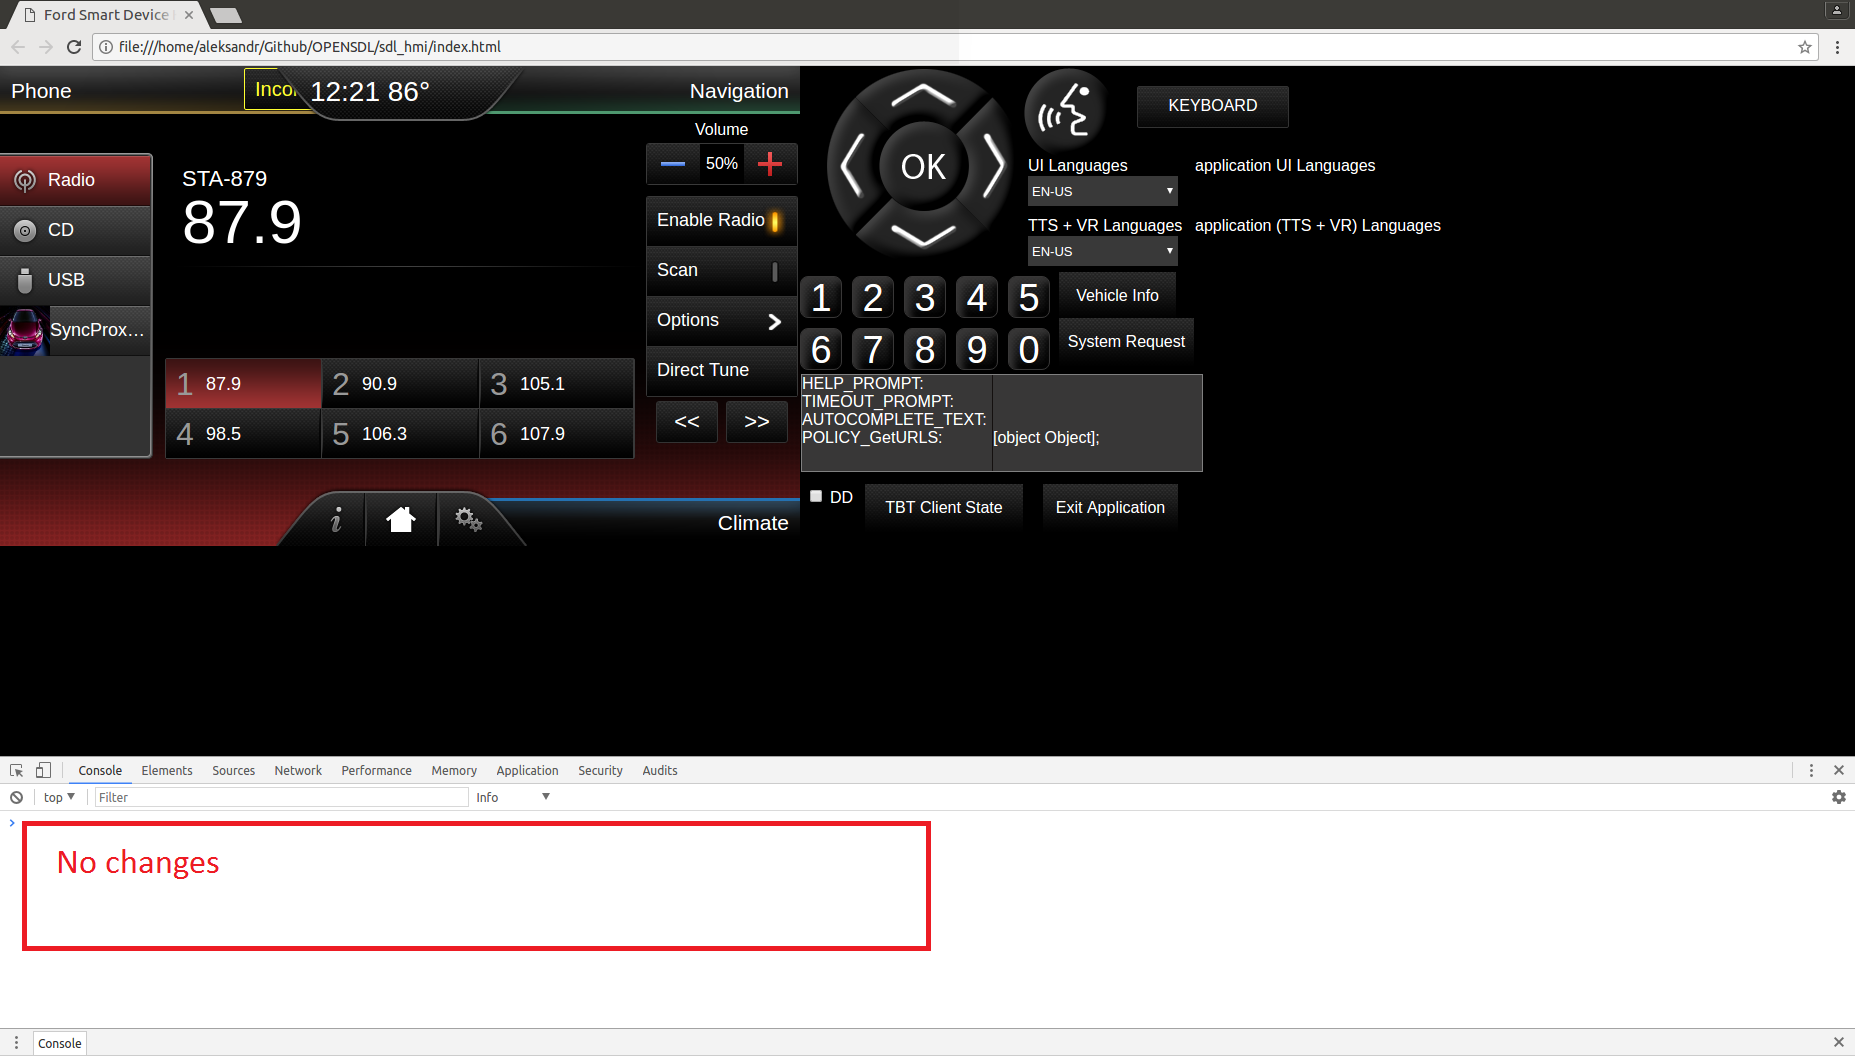 Ford Smart Device
file:///home/aleksandr/Github/OPENSDL/sdl_hmi/index.html
Phone
12:21 86°
Navigation
Volume
50%
Radio
CD
USB
SyncProx...
STA-879
87.9
Enable Radio
Scan
Options
Direct Tune
<< >>
1 87.9 2 90.9 3 105.1
4 98.5 5 106.3 6 107.9
i
Climate
OK
KEYBOARD
UI Languages application UI Languages
EN-US
TTS + VR Languages application (TTS + VR) Languages
EN-US
1 2 3 4 5 Vehicle Info
6 7 8 9 0 System Request
HELP_PROMPT:
TIMEOUT_PROMPT:
AUTOCOMPLETE_TEXT:
POLICY_GetURLS: [object Object];
DD TBT Client State Exit Application
Console Elements Sources Network Performance Memory Application Security Audits
top Filter Info
No changes
Console